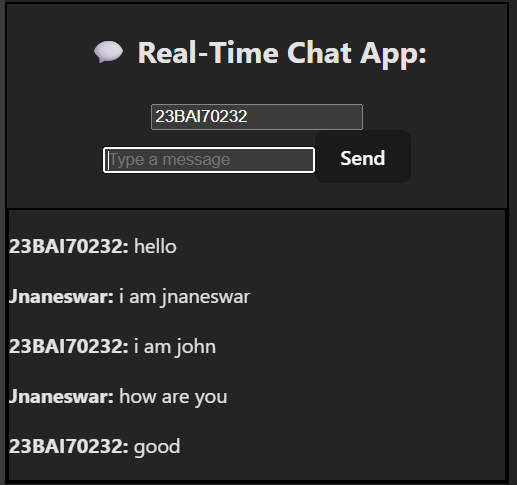 💬 Real-Time Chat App:
23BAI70232
Type a message
Send
23BAI70232: hello
Jnaneswar: i am jnaneswar
23BAI70232: i am john
Jnaneswar: how are you
23BAI70232: good